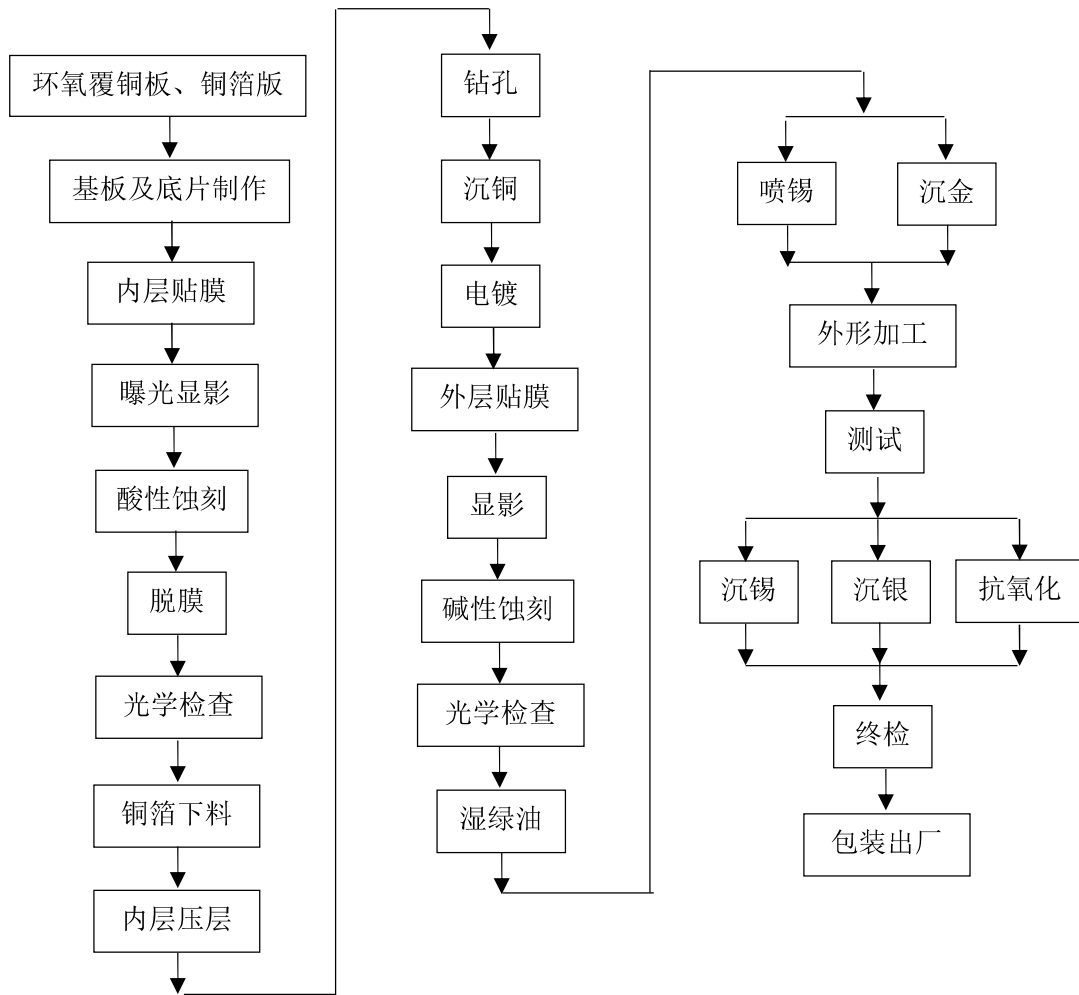 环氧覆铜板、铜箔版
基板及底片制作
内层贴膜
曝光显影
酸性蚀刻
脱膜
光学检查
铜箔下料
内层压层
钻孔
沉铜
电镀
外层贴膜
显影
碱性蚀刻
光学检查
湿绿油
喷锡
沉金
外形加工
测试
沉锡
沉银
抗氧化
终检
包装出厂